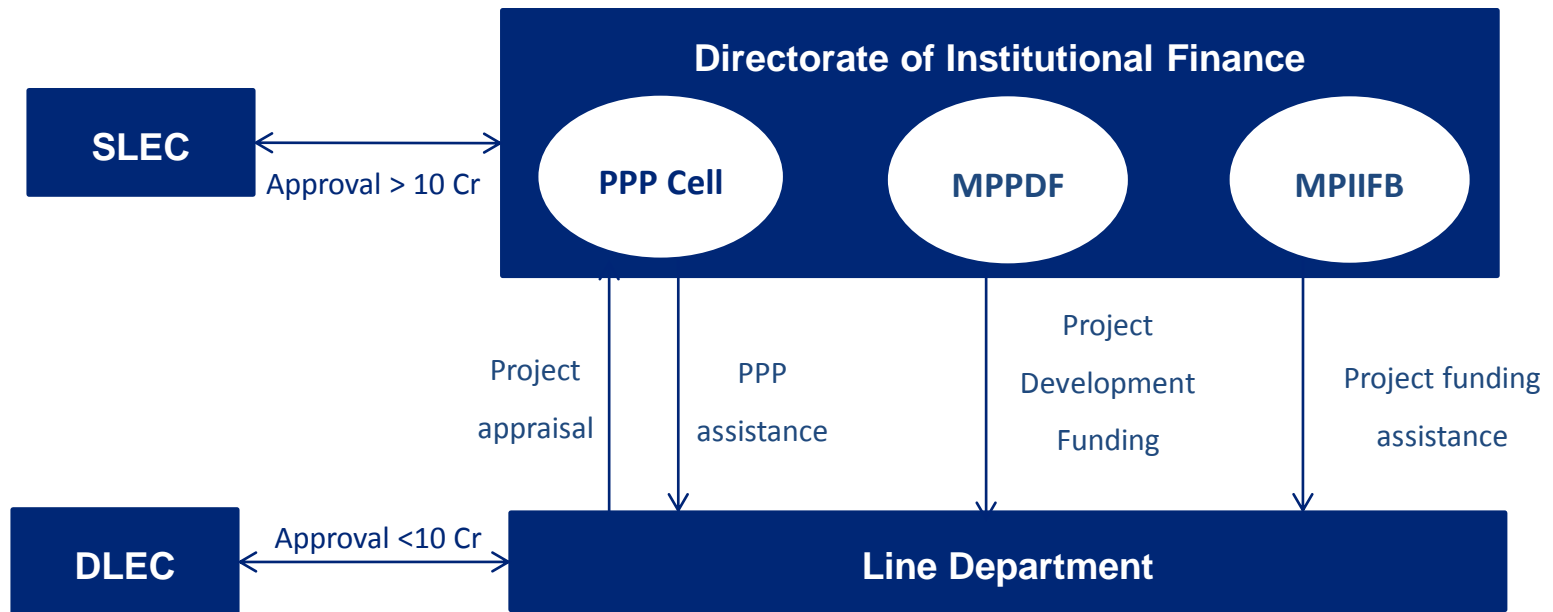 Directorate of Institutional Finance
SLEC
Approval > 10 Cr
PPP Cell
MPPDF
MPIIFB
Project
appraisal
PPP
assistance
Project
Development
Funding
Project funding
assistance
DLEC
Approval <10 Cr
Line Department